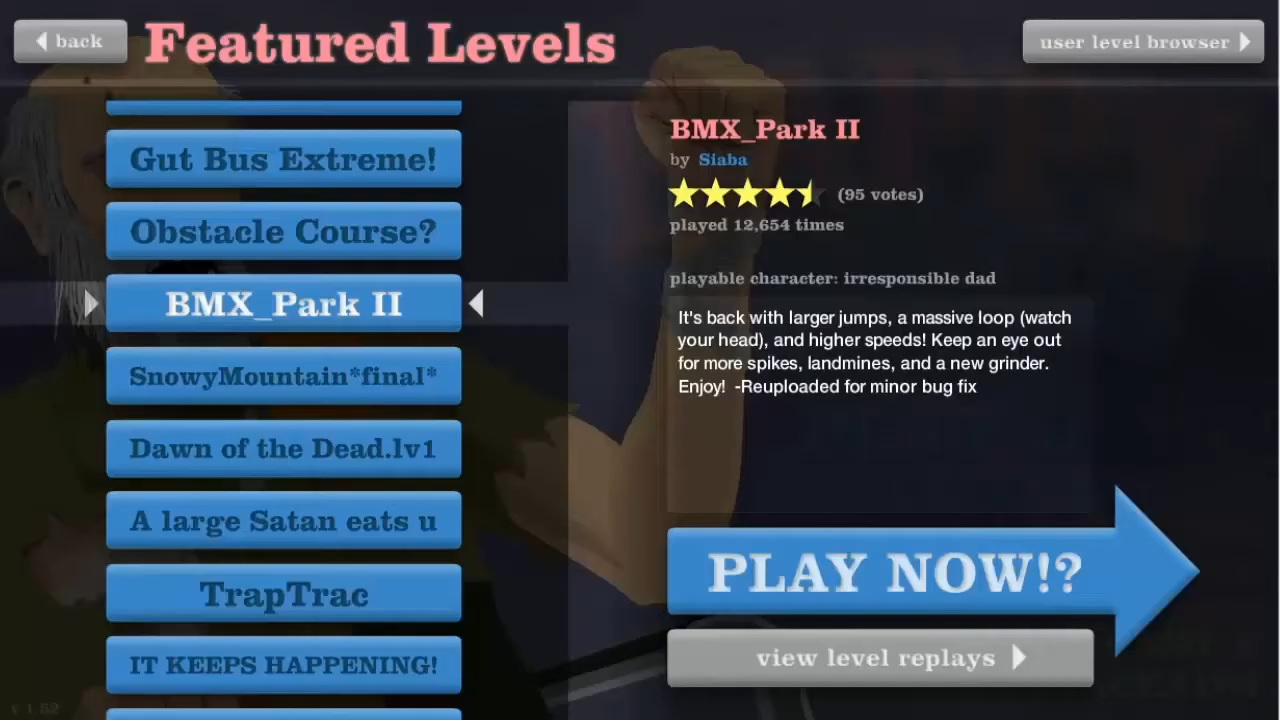 back
Featured Levels
user level browser
Gut Bus Extreme!
Obstacle Course?
BMX_Park II
SnowyMountain*final*
Dawn of the Dead.lv1
A large Satan eats u
TrapTrac
IT KEEPS HAPPENING!
v 1.52
BMX_Park II
by Siaba
(95 votes)
played 12,654 times
playable character: irresponsible dad
It's back with larger jumps, a massive loop (watch
your head), and higher speeds! Keep an eye out
for more spikes, landmines, and a new grinder.
Enjoy!  -Reuploaded for minor bug fix
PLAY NOW!?
view level replays